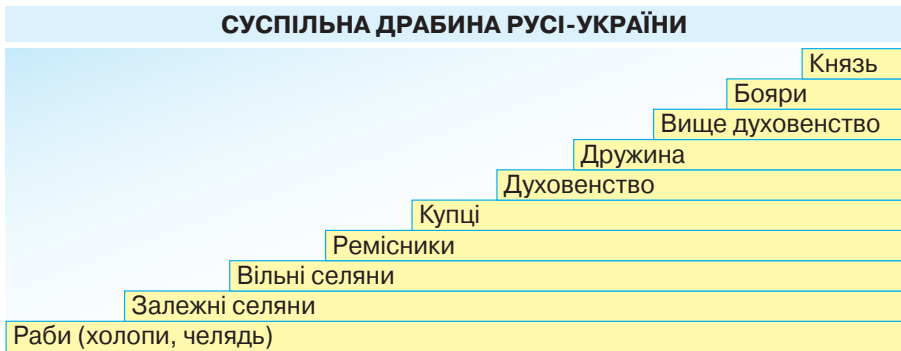 СУСПІЛЬНА ДРАБИНА РУСІ-УКРАЇНИ
Князь
Бояри
Вище духовенство
Дружина
Духовенство
Купці
Ремісники
Вільні селяни
Залежні селяни
Раби (холопи, челядь)